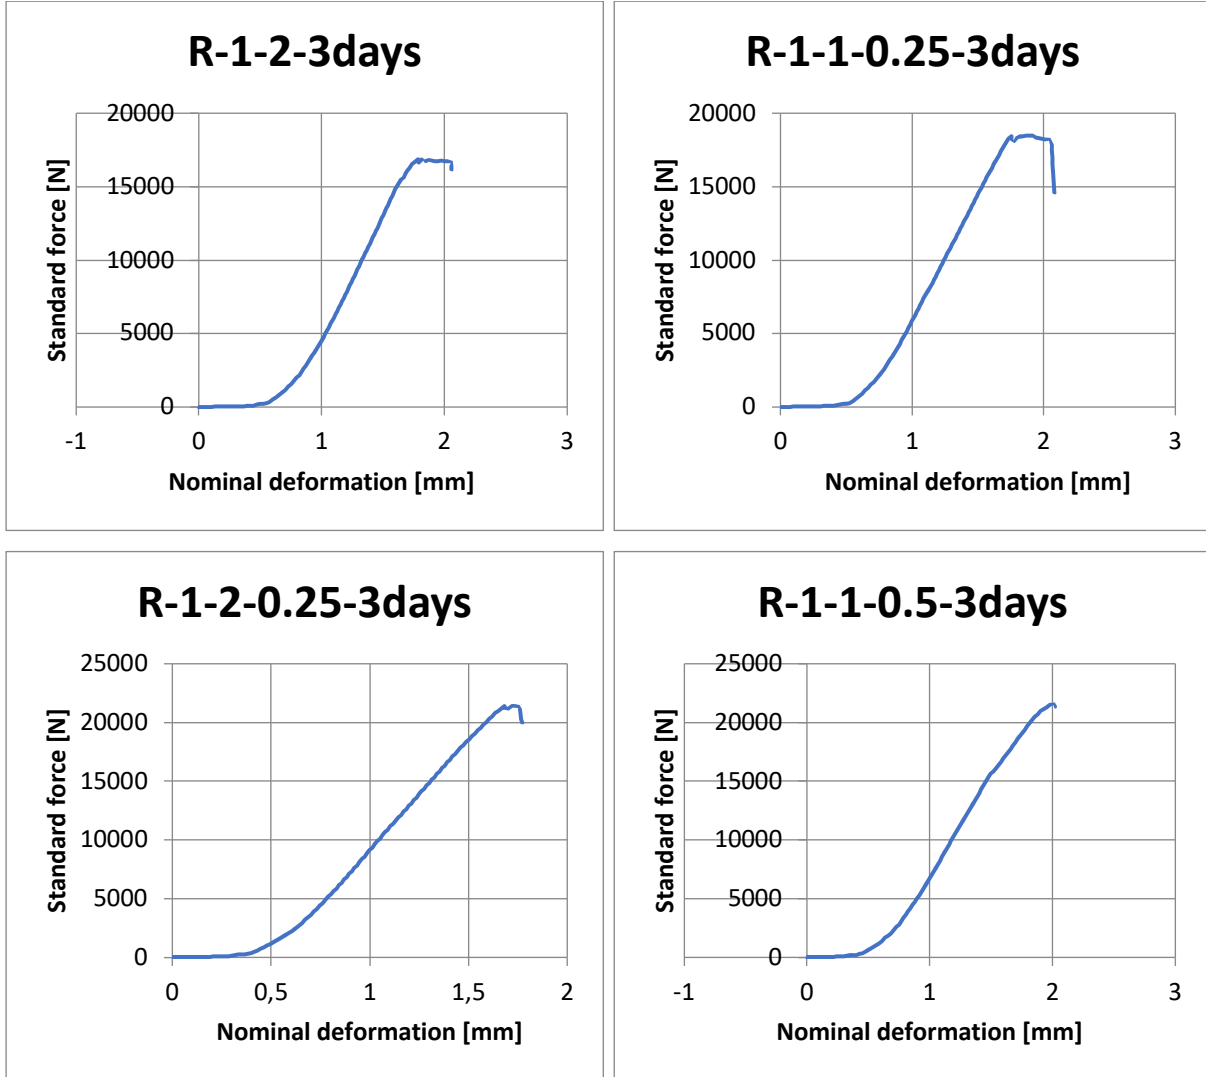 R-1-2-3days
20000
15000
10000
5000
0
-1 0 1 2 3
Standard force [N]
Nominal deformation [mm]
R-1-1-0.25-3days
20000
15000
10000
5000
0
0 1 2 3
Standard force [N]
Nominal deformation [mm]
R-1-2-0.25-3days
25000
20000
15000
10000
5000
0
0 0,5 1 1,5 2
Standard force [N]
Nominal deformation [mm]
R-1-1-0.5-3days
25000
20000
15000
10000
5000
0
-1 0 1 2 3
Standard force [N]
Nominal deformation [mm]